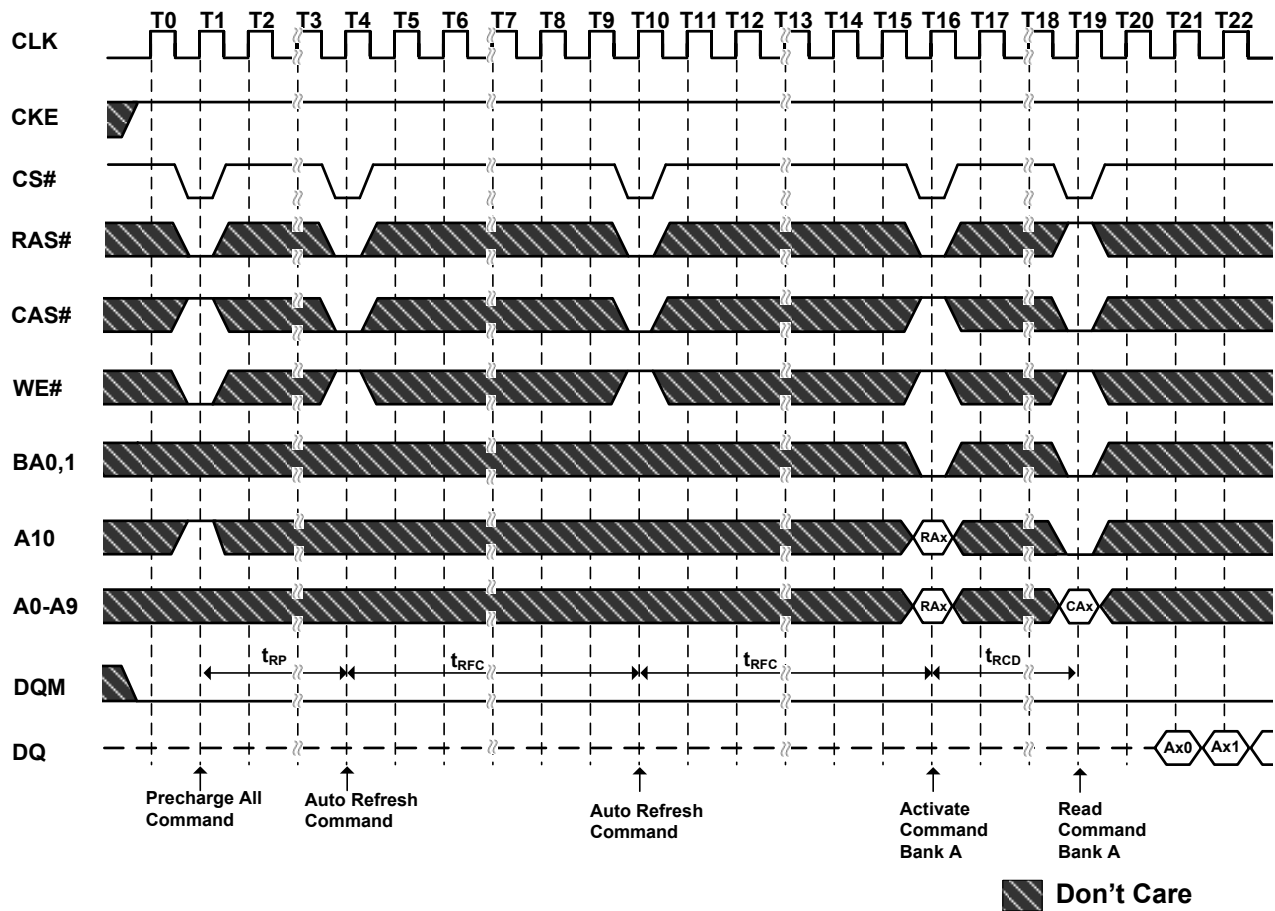 T0 T1 T2 T3 T4 T5 T6 T7 T8 T9 T10 T11 T12 T13 T14 T15 T16 T17 T18 T19 T20 T21 T22
CLK
CKE
CS#
RAS#
CAS#
WE#
BA0,1
A10 RAx
A0-A9 RAx CAx
tRP tRFC tRFC tRCD
DQM
DQ Ax0 Ax1
Precharge All
Command
Auto Refresh
Command
Auto Refresh
Command
Activate
Command
Bank A
Read
Command
Bank A
Don't Care